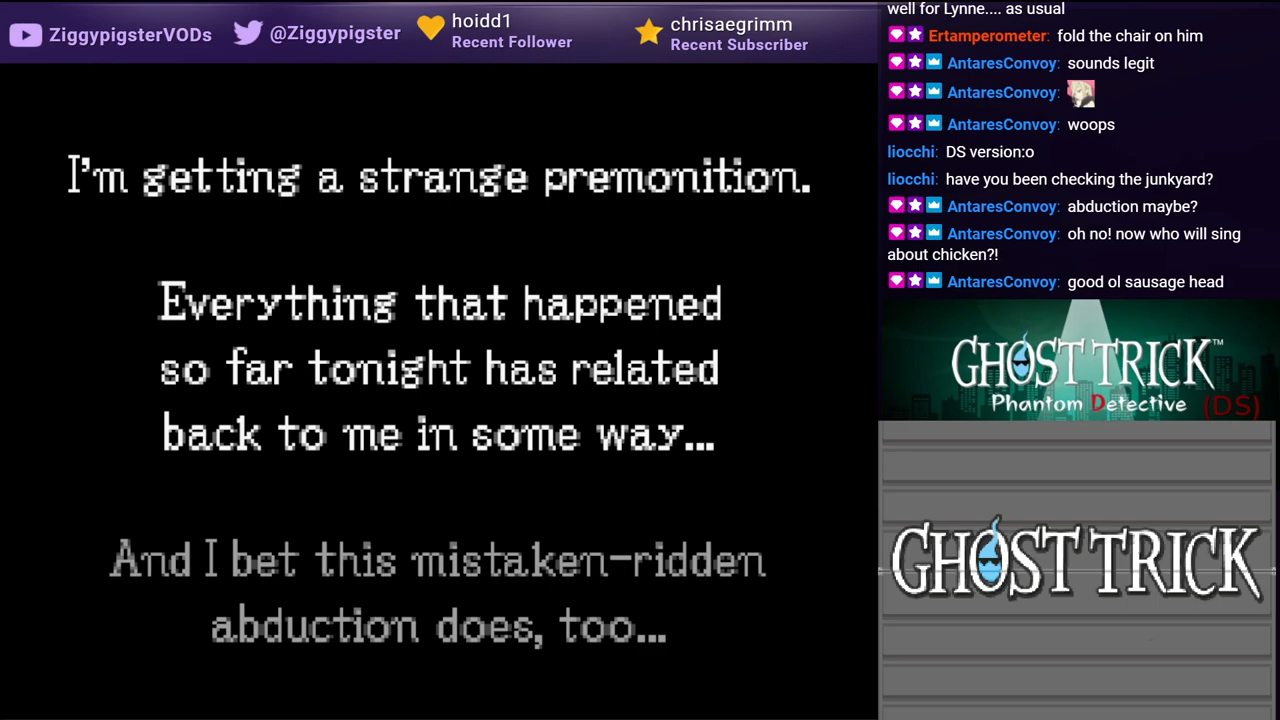 ZiggypigsterVODs
@Ziggypigster
hoidd1
Recent Follower
chrisaegrimm
Recent Subscriber
I'm getting a strange premonition.
Everything that happened
so far tonight has related
back to me in some way...
And I bet this mistaken-ridden
abduction does, too...
well for Lynne.... as usual
Ertamperometer: fold the chair on him
AntaresConvoy: sounds legit
AntaresConvoy:
AntaresConvoy: woops
liocchi: DS version:o
liocchi: have you been checking the junkyard?
AntaresConvoy: abduction maybe?
AntaresConvoy: oh no! now who will sing
about chicken?!
AntaresConvoy: good ol sausage head
GHOST TRICK™
Phantom Detective (DS)
GHOST TRICK